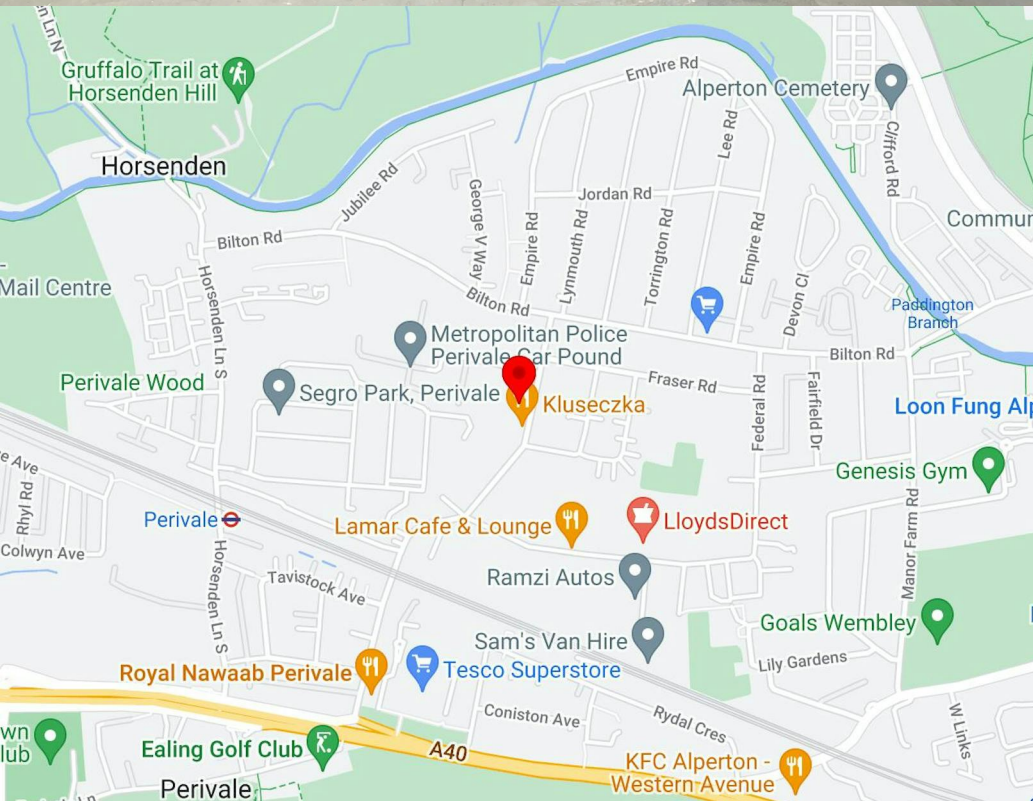 en Ln N
Gruffalo Trail at
Horsenden Hill
Empire Rd
Alperton Cemetery
Lee Rd
Clifford Rd
Horsenden
Jubilee Rd
George V Way
Jordan Rd
Empire Rd
Lynmouth Rd
Torrington Rd
Empire Rd
Commun
Bilton Rd
Mail Centre
Horsenden Ln S
Bilton Rd
Devon Cl
Paddington
Branch
Metropolitan Police
Perivale Car Pound
Bilton Rd
Perivale Wood
Segro Park, Perivale
Kluseczka
Fraser Rd
Federal Rd
Fairfield Dr
Loon Fung Alp
e Ave
Rhyl Rd
Genesis Gym
Perivale
Lamar Cafe & Lounge
LloydsDirect
Manor Farm Rd
Colwyn Ave
Horsenden Ln S
Tavistock Ave
Ramzi Autos
Goals Wembley
Sam's Van Hire
Royal Nawaab Perivale
Tesco Superstore
Lily Gardens
Coniston Ave
Rydal Cres
W Links
wn
lub
Ealing Golf Club
A40
KFC Alperton -
Western Avenue
Perivale